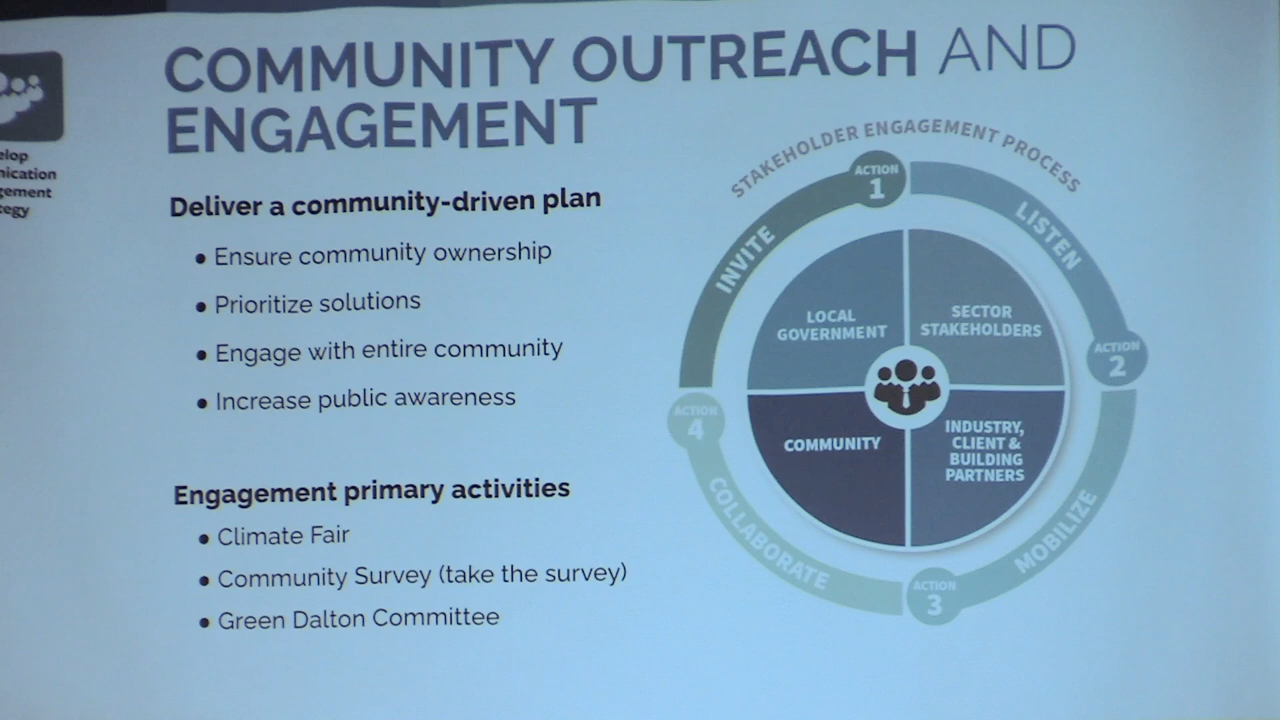 COMMUNITY OUTREACH AND
ENGAGEMENT
Deliver a community-driven plan
● Ensure community ownership
● Prioritize solutions
● Engage with entire community
● Increase public awareness
Engagement primary activities
● Climate Fair
● Community Survey (take the survey)
● Green Dalton Committee
STAKEHOLDER ENGAGEMENT PROCESS
ACTION
1
INVITE
LISTEN
ACTION
2
MOBILIZE
ACTION
3
COLLABORATE
ACTION
4
LOCAL
GOVERNMENT
SECTOR
STAKEHOLDERS
COMMUNITY
INDUSTRY,
CLIENT &
BUILDING
PARTNERS